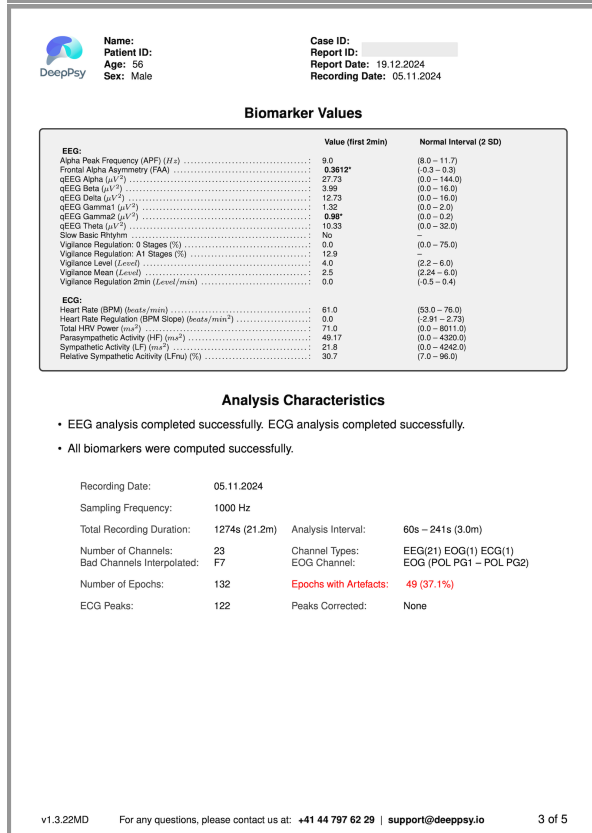 DeepPsy
Name:
Patient ID:
Age: 56
Sex: Male
Case ID:
Report ID:
Report Date: 19.12.2024
Recording Date: 05.11.2024
Biomarker Values
Value (first 2min) Normal Interval (2 SD)
EEG:
Alpha Peak Frequency (APF) (Hz) : 9.0 (8.0 – 11.7)
Frontal Alpha Asymmetry (FAA) : 0.3612* (-0.3 – 0.3)
qEEG Alpha (μV²) : 27.73 (0.0 – 144.0)
qEEG Beta (μV²) : 3.99 (0.0 – 16.0)
qEEG Delta (μV²) : 12.73 (0.0 – 16.0)
qEEG Gamma1 (μV²) : 1.32 (0.0 – 2.0)
qEEG Gamma2 (μV²) : 0.98* (0.0 – 0.2)
qEEG Theta (μV²) : 10.33 (0.0 – 32.0)
Slow Basic Rhtyhm : No –
Vigilance Regulation: 0 Stages (%) : 0.0 (0.0 – 75.0)
Vigilance Regulation: A1 Stages (%) : 12.9 –
Vigilance Level (Level) : 4.0 (2.2 – 6.0)
Vigilance Mean (Level) : 2.5 (2.24 – 6.0)
Vigilance Regulation 2min (Level/min) : 0.0 (-0.5 – 0.4)
ECG:
Heart Rate (BPM) (beats/min) : 61.0 (53.0 – 76.0)
Heart Rate Regulation (BPM Slope) (beats/min²) : 0.0 (-2.91 – 2.73)
Total HRV Power (ms²) : 71.0 (0.0 – 8011.0)
Parasympathetic Activity (HF) (ms²) : 49.17 (0.0 – 4320.0)
Sympathetic Activity (LF) (ms²) : 21.8 (0.0 – 4242.0)
Relative Sympathetic Acitivity (LFnu) (%) : 30.7 (7.0 – 96.0)
Analysis Characteristics
• EEG analysis completed successfully. ECG analysis completed successfully.
• All biomarkers were computed successfully.
Recording Date: 05.11.2024
Sampling Frequency: 1000 Hz
Total Recording Duration: 1274s (21.2m) Analysis Interval: 60s – 241s (3.0m)
Number of Channels: 23 Channel Types: EEG(21) EOG(1) ECG(1)
Bad Channels Interpolated: F7 EOG Channel: EOG (POL PG1 – POL PG2)
Number of Epochs: 132 Epochs with Artefacts: 49 (37.1%)
ECG Peaks: 122 Peaks Corrected: None
v1.3.22MD For any questions, please contact us at: +41 44 797 62 29 | support@deeppsy.io 3 of 5